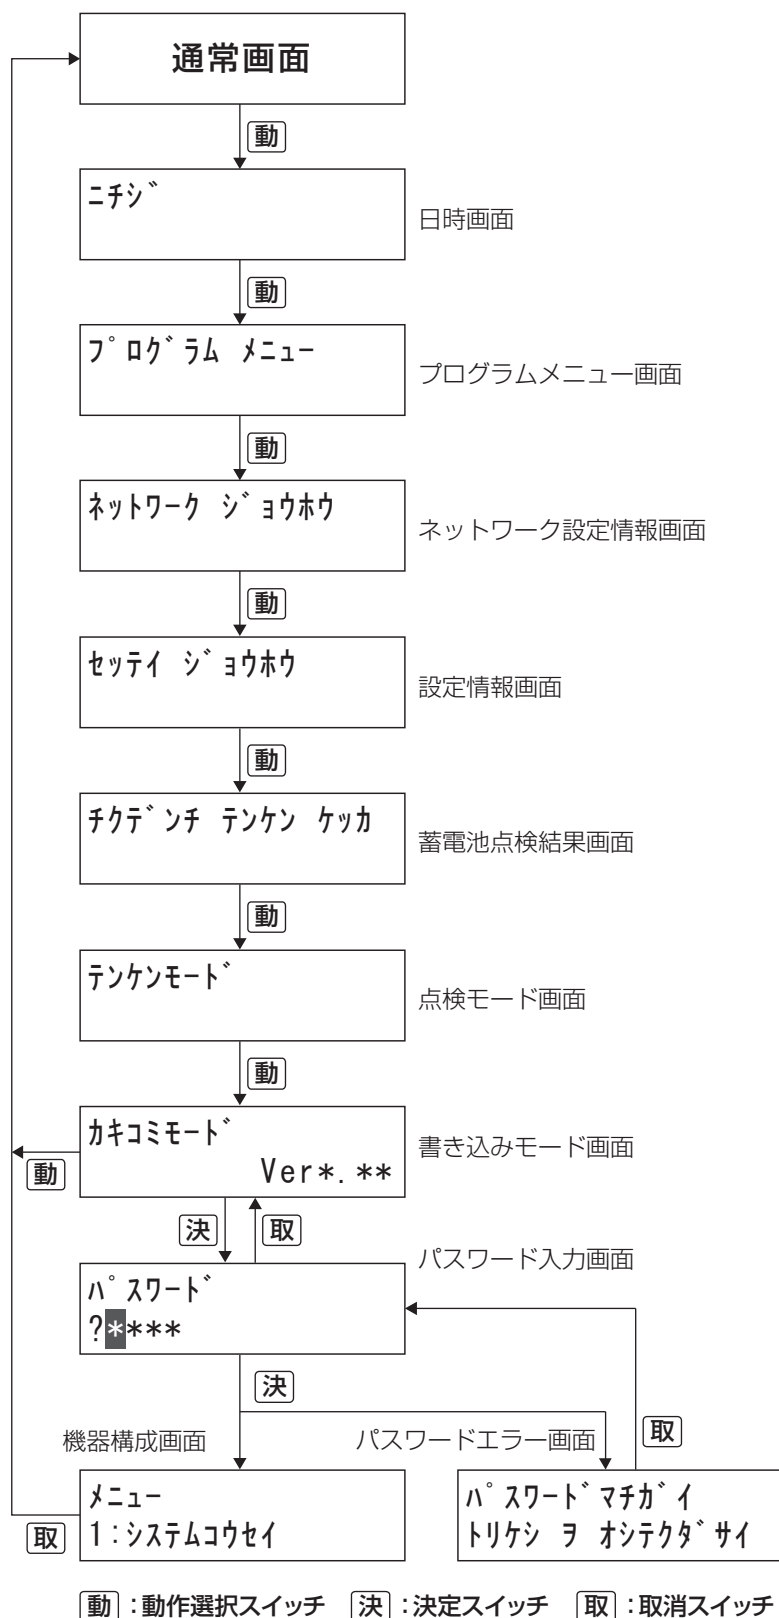 通常画面
動
ﾆﾁｼﾞ
日時画面
動
ﾌﾟﾛｸﾞﾗﾑ ﾒﾆｭｰ
プログラムメニュー画面
動
ﾈｯﾄﾜｰｸ ｼﾞｮｳﾎｳ
ネットワーク設定情報画面
動
ｾｯﾃｲ ｼﾞｮｳﾎｳ
設定情報画面
動
ﾁｸﾃﾞﾝﾁ ﾃﾝｹﾝ ｹｯｶ
蓄電池点検結果画面
動
ﾃﾝｹﾝﾓｰﾄﾞ
点検モード画面
動
ｶｷｺﾐﾓｰﾄﾞ
Ver*.**
書き込みモード画面
動
決 取
パスワード入力画面
ﾊﾟｽﾜｰﾄﾞ
?****
決
取
機器構成画面 パスワードエラー画面
ﾒﾆｭｰ
1:ｼｽﾃﾑｺｳｾｲ
取
ﾊﾟｽﾜｰﾄﾞﾏﾁｶﾞｲ
ﾄﾘｹｼ ｦ ｵｼﾃｸﾀﾞｻｲ
動:動作選択スイッチ 決:決定スイッチ 取:取消スイッチ